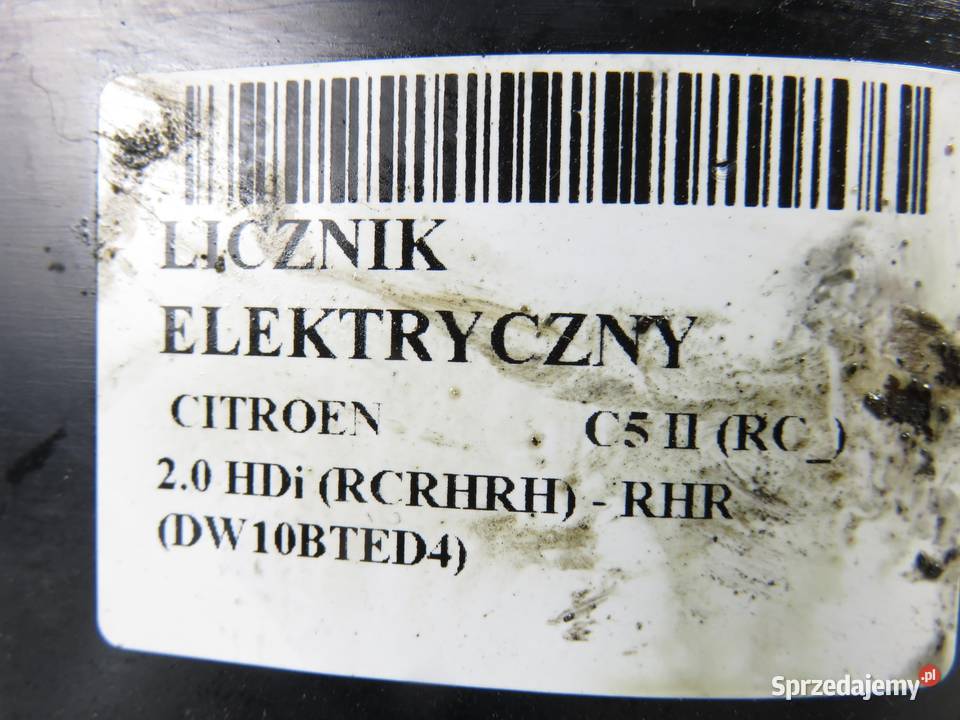 LICZNIK
ELEKTRYCZNY
CITROEN C5 II (RC_)
2.0 HDi (RCRHRH) - RHR
(DW10BTED4)
Sprzedajemy.pl